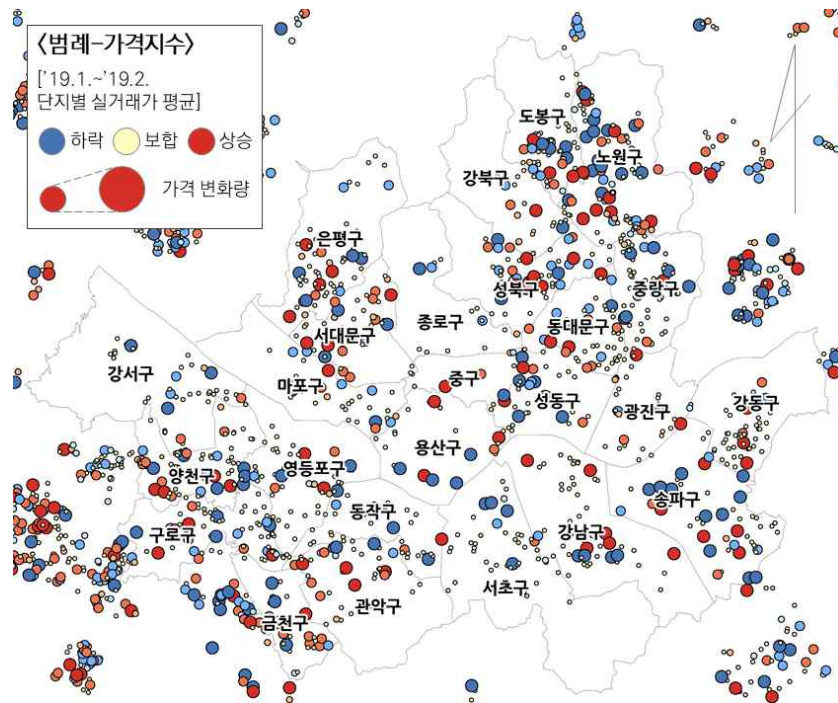 〈범례-가격지수〉
['19.1.~'19.2.
단지별 실거래가 평균]
하락 보합 상승
가격 변화량
도봉구
노원구
강북구
은평구
성북구
중랑구
종로구
서대문구
동대문구
강서구
마포구
중구
성동구
광진구
강동구
용산구
양천구
영등포구
송파구
동작구
구로구
강남구
서초구
관악구
금천구